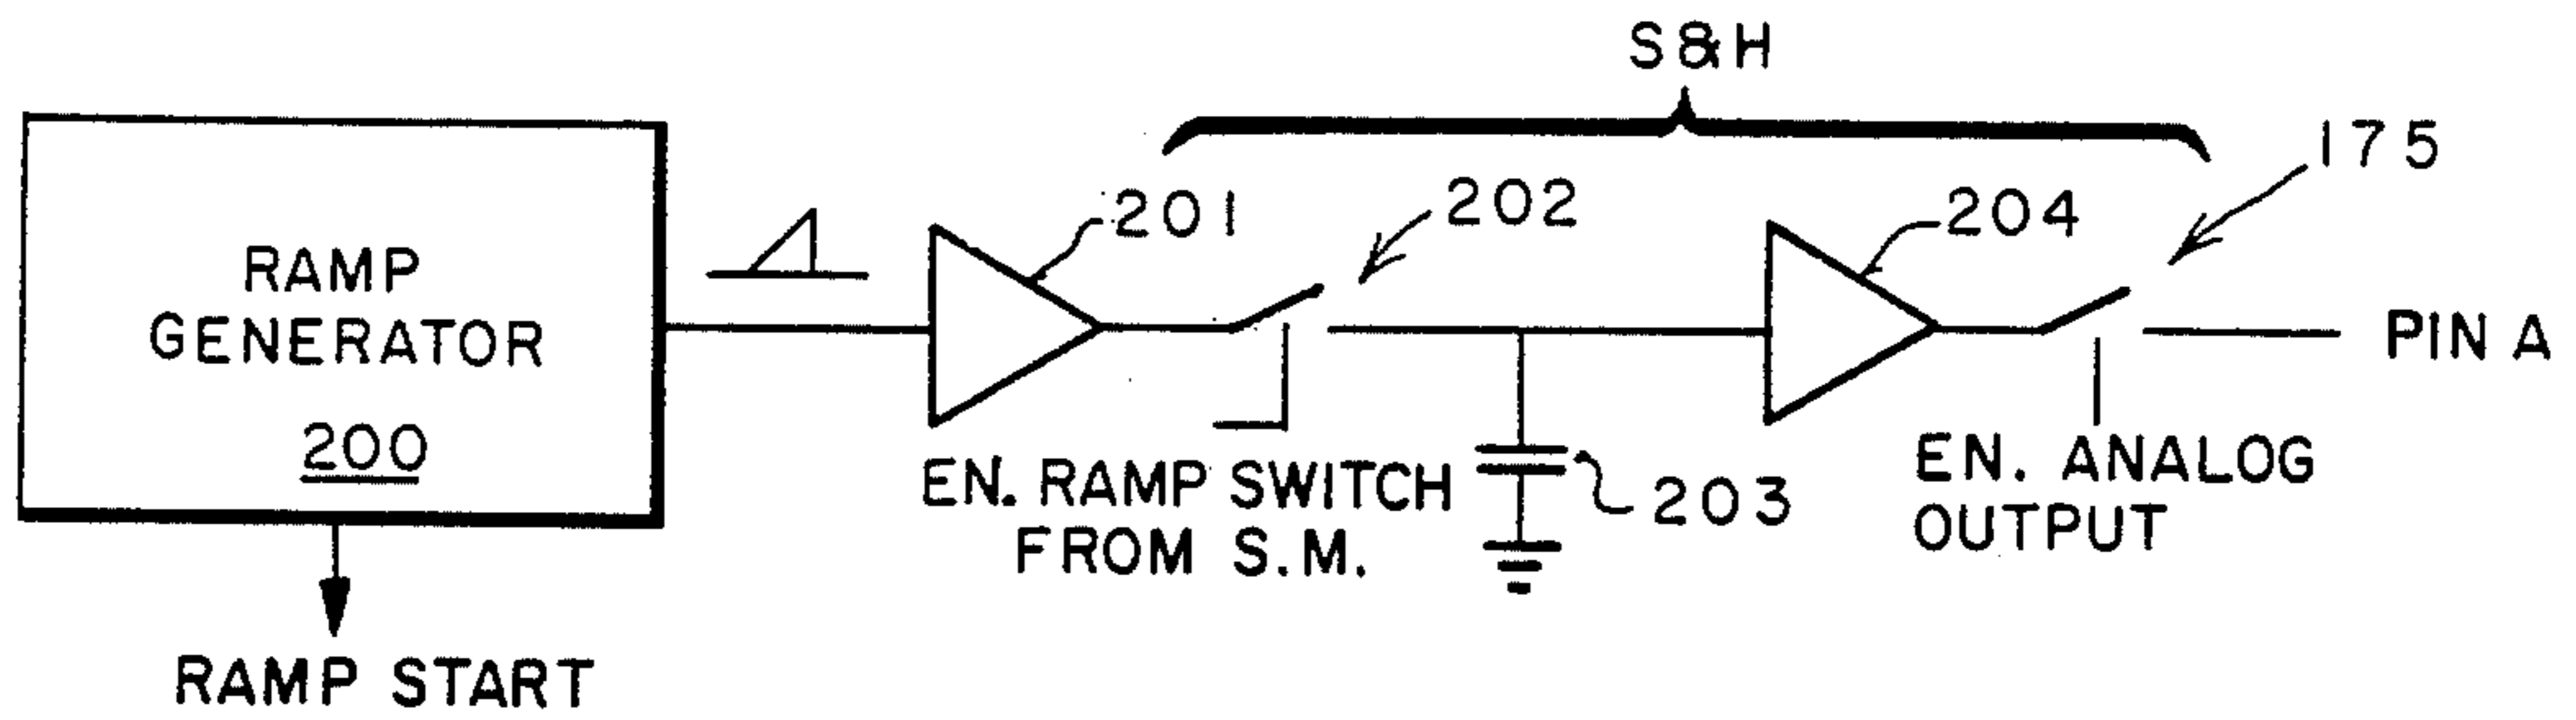 S&H
175
201
202
204
RAMP
GENERATOR
200
PIN A
EN. RAMP SWITCH
FROM S.M.
203
EN. ANALOG
OUTPUT
RAMP START